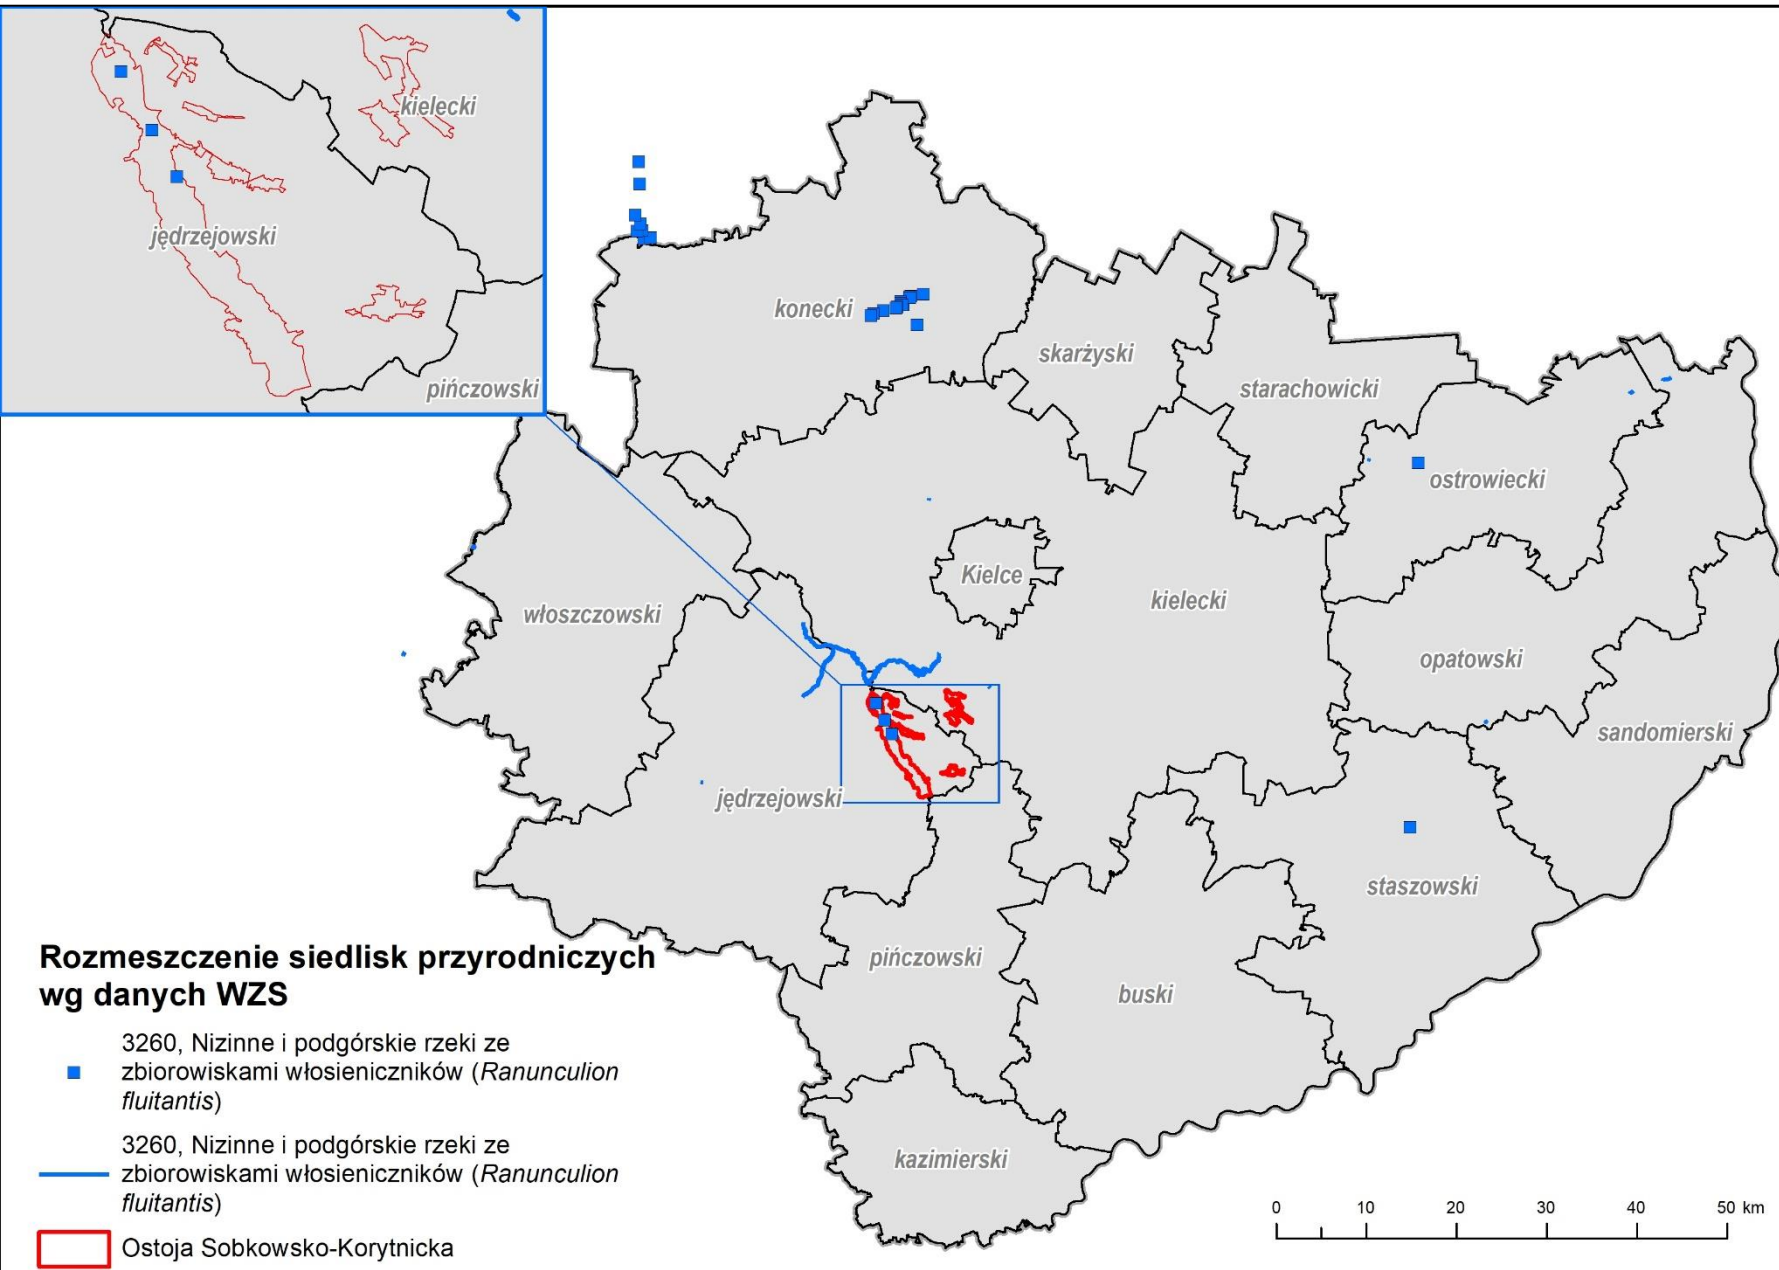 kielecki
jędrzejowski
pińczowski
konecki
skarżyski
starachowicki
ostrowiecki
Kielce
kielecki
włoszczowski
opatowski
sandomierski
jędrzejowski
staszowski
pińczowski
buski
kazimierski
Rozmeszczenie siedlisk przyrodniczych
wg danych WZS
3260, Nizinne i podgórskie rzeki ze
zbiorowiskami włosieniczników (Ranunculion
fluitantis)
3260, Nizinne i podgórskie rzeki ze
zbiorowiskami włosieniczników (Ranunculion
fluitantis)
Ostoja Sobkowsko-Korytnicka
0 10 20 30 40 50 km